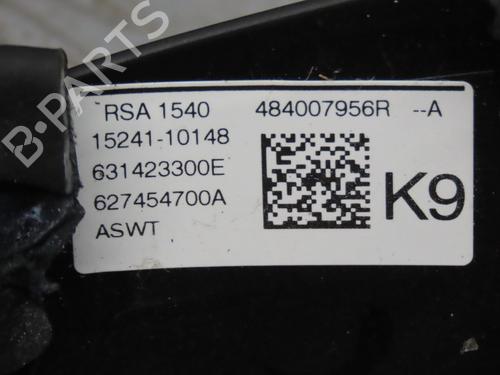 B-PARTS
RSA 1540 484007956R --A
15241-10148
631423300E
627454700A
ASWT
K9